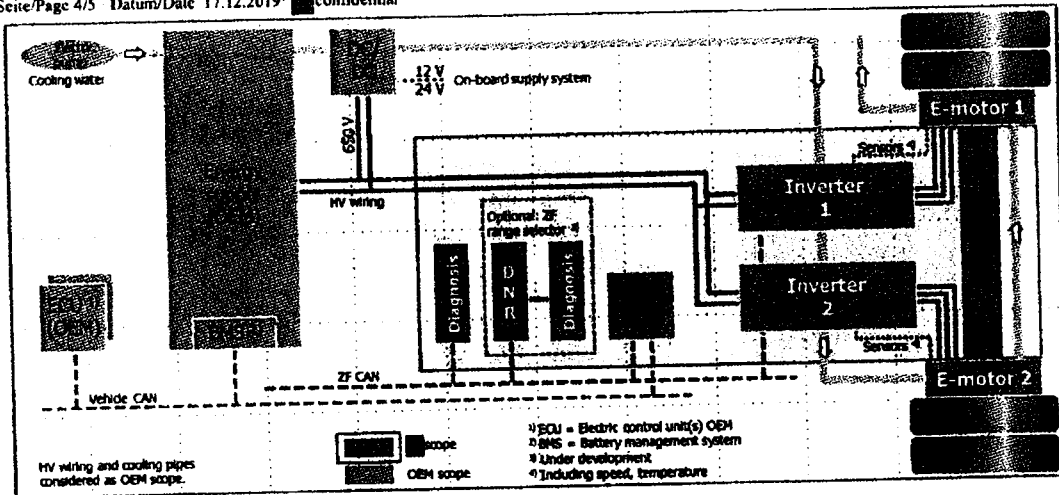 Seite/Page 4/5 Datum/Date 17.12.2019 confidential
Cooling water
12 V
24 V
On-board supply system
650 V
HV wiring
E-motor 1
Sensors 4)
Inverter
1
Optional: ZF
range selector 3)
Diagnosis
DNR
Diagnosis
Inverter
2
Sensors 4)
(OEM)
ZF CAN
Vehicle CAN
E-motor 2
HV wiring and cooling pipes
considered as OEM scope.
scope
OEM scope
1) ECU = Electric control unit(s) OEM
2) BMS = Battery management system
3) Under development
4) Including speed, temperature